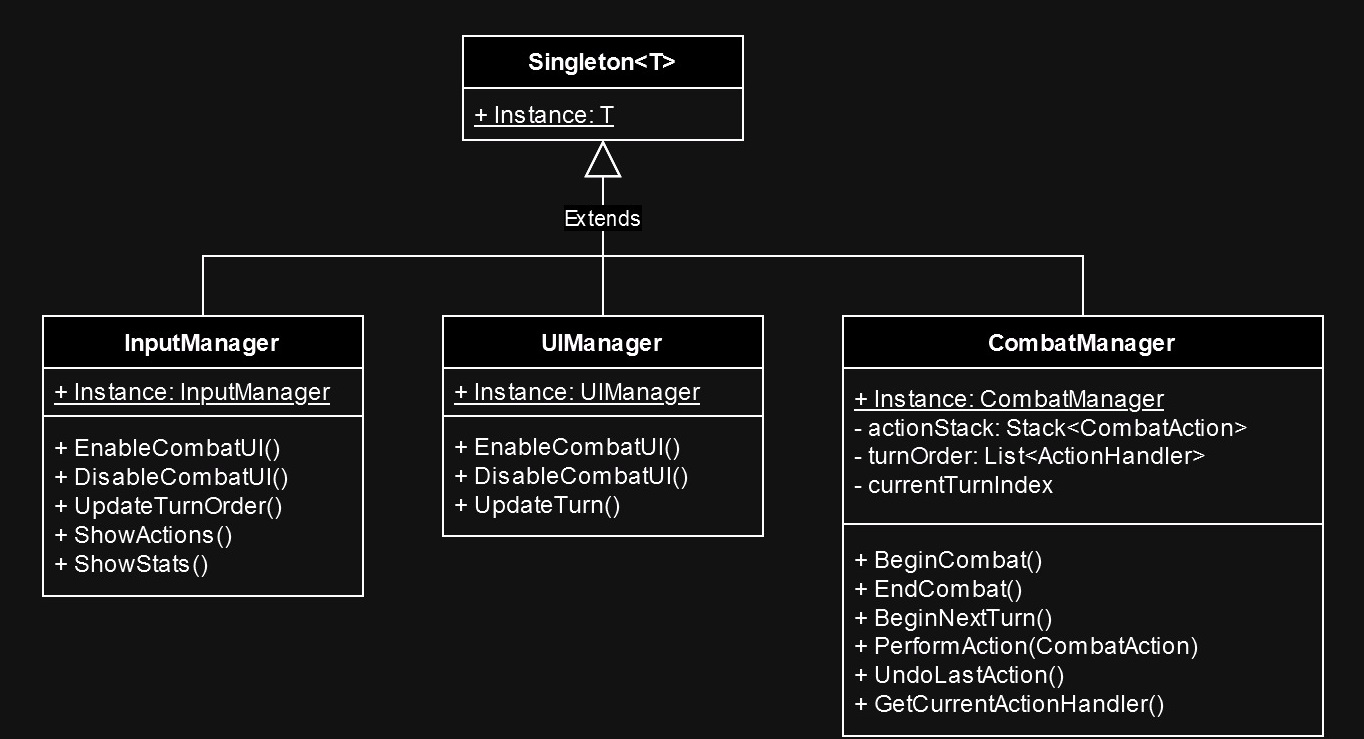 Singleton<T>
+ Instance: T
Extends
InputManager
+ Instance: InputManager
+ EnableCombatUI()
+ DisableCombatUI()
+ UpdateTurnOrder()
+ ShowActions()
+ ShowStats()
UIManager
+ Instance: UIManager
+ EnableCombatUI()
+ DisableCombatUI()
+ UpdateTurn()
CombatManager
+ Instance: CombatManager
- actionStack: Stack<CombatAction>
- turnOrder: List<ActionHandler>
- currentTurnIndex
+ BeginCombat()
+ EndCombat()
+ BeginNextTurn()
+ PerformAction(CombatAction)
+ UndoLastAction()
+ GetCurrentActionHandler()